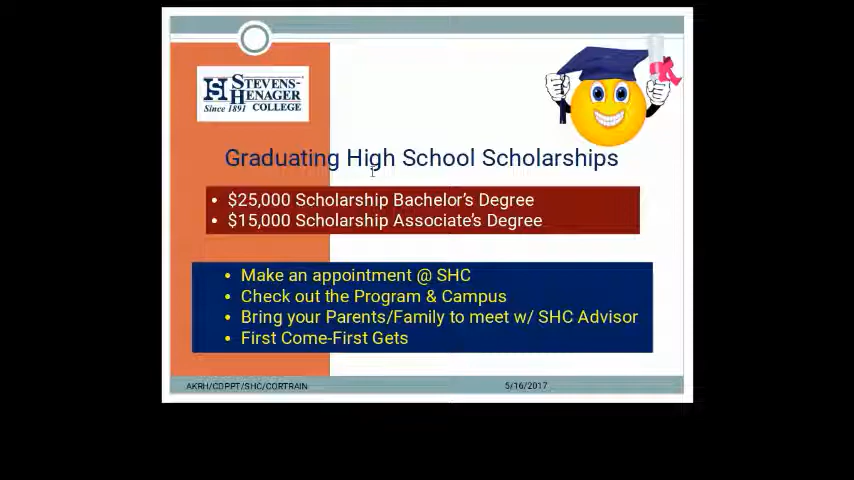 STEVENS-
HENAGER
Since 1891 COLLEGE
Graduating High School Scholarships
• $25,000 Scholarship Bachelor's Degree
• $15,000 Scholarship Associate's Degree
• Make an appointment @ SHC
• Check out the Program & Campus
• Bring your Parents/Family to meet w/ SHC Advisor
• First Come-First Gets
AKRH/CDPPT/SHC/CORTRAIN 5/16/2017